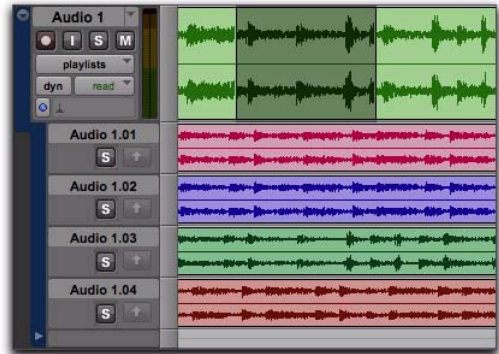 Audio 1
I S M
playlists
dyn read
Audio 1.01
S
Audio 1.02
S
Audio 1.03
S
Audio 1.04
S